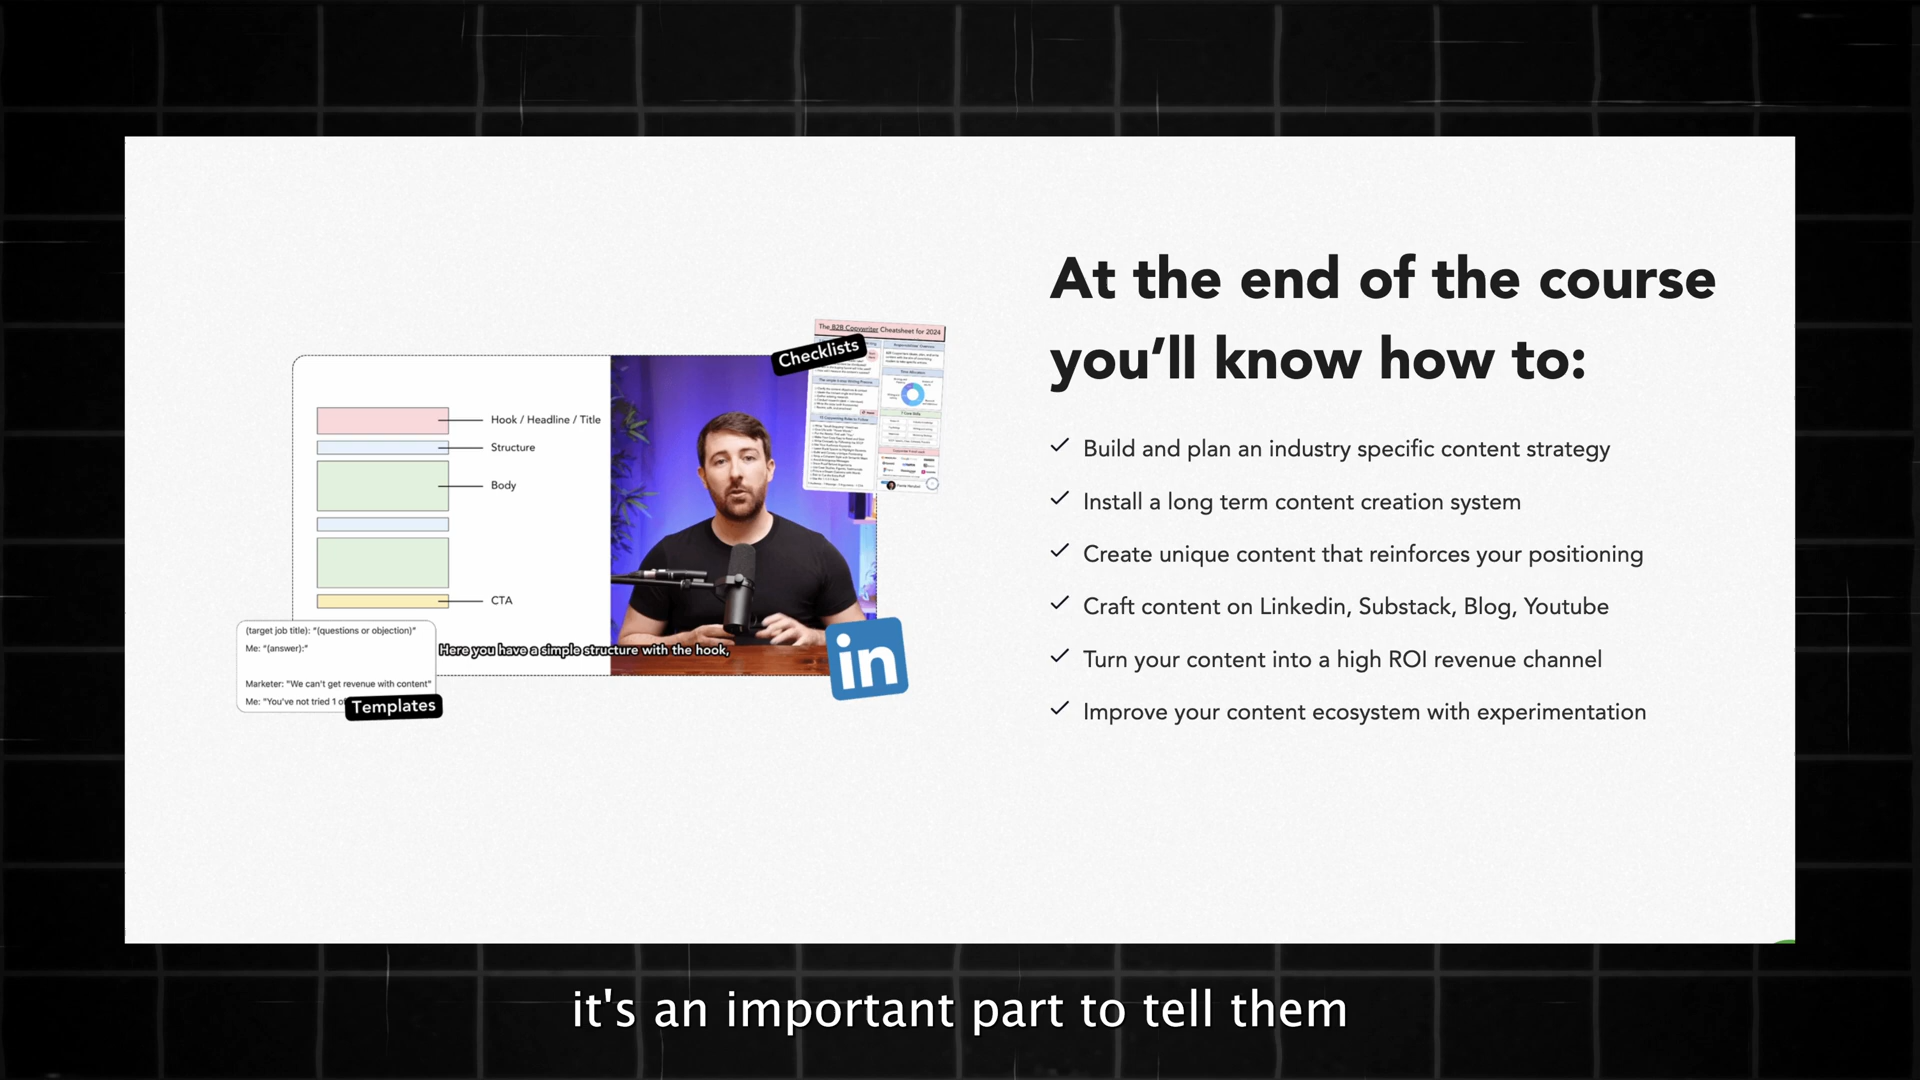 At the end of the course
you’ll know how to:
Build and plan an industry specific content strategy
Install a long term content creation system
Create unique content that reinforces your positioning
Craft content on Linkedin, Substack, Blog, Youtube
Turn your content into a high ROI revenue channel
Improve your content ecosystem with experimentation
The B2B Copywriter Cheatsheet for 2024
Checklists
Hook / Headline / Title
Structure
Body
CTA
(target job title): "(questions or objection)"
Me: "(answer):"
Marketer: "We can't get revenue with content"
Me: "You've not tried 1 of
Templates
Here you have a simple structure with the hook,
in
it's an important part to tell them